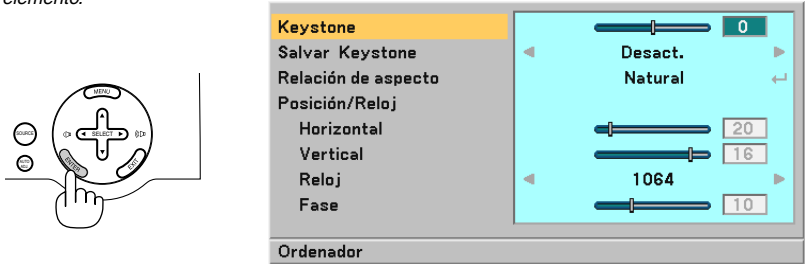 elemento.
MENU
SOURCE
SELECT
AUTO ADJ.
ENTER
EXIT
Keystone 0
Salvar Keystone Desact.
Relación de aspecto Natural
Posición/Reloj
Horizontal 20
Vertical 16
Reloj 1064
Fase 10
Ordenador